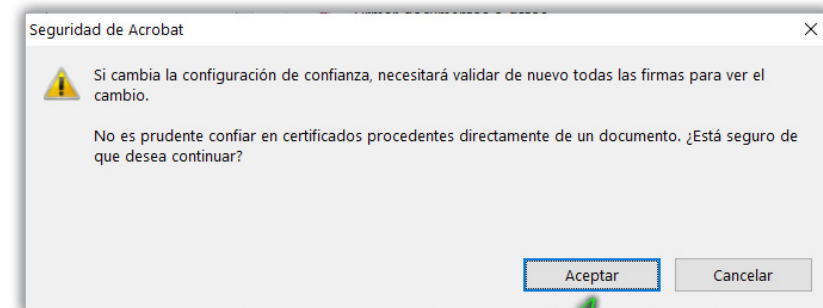 Seguridad de Acrobat
Si cambia la configuración de confianza, necesitará validar de nuevo todas las firmas para ver el
cambio.
No es prudente confiar en certificados procedentes directamente de un documento. ¿Está seguro de
que desea continuar?
Aceptar
Cancelar